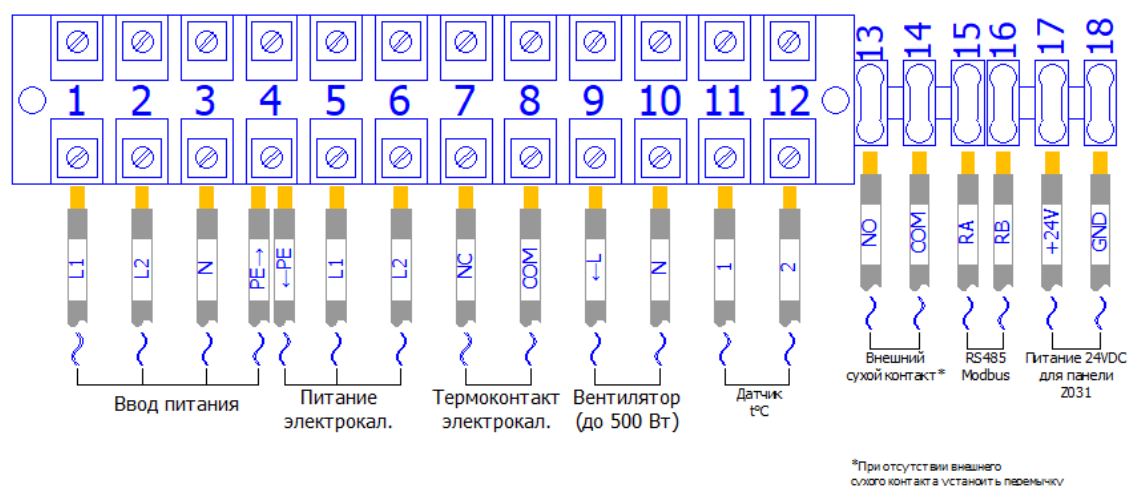 1 2 3 4 5 6 7 8 9 10 11 12 13 14 15 16 17 18
L1 L2 N PE→ ←PE L1 L2 NC COM ←L N 1 2 NO COM RA RB +24V GND
Ввод питания
Питание
электрокал.
Термоконтакт
электрокал.
Вентилятор
(до 500 Вт)
Датчик
t°C
Внешний
сухой контакт*
RS485
Modbus
Питание 24VDC
для панели
Z031
*При отсутствии внешнего
сухого контакта установить перемычку